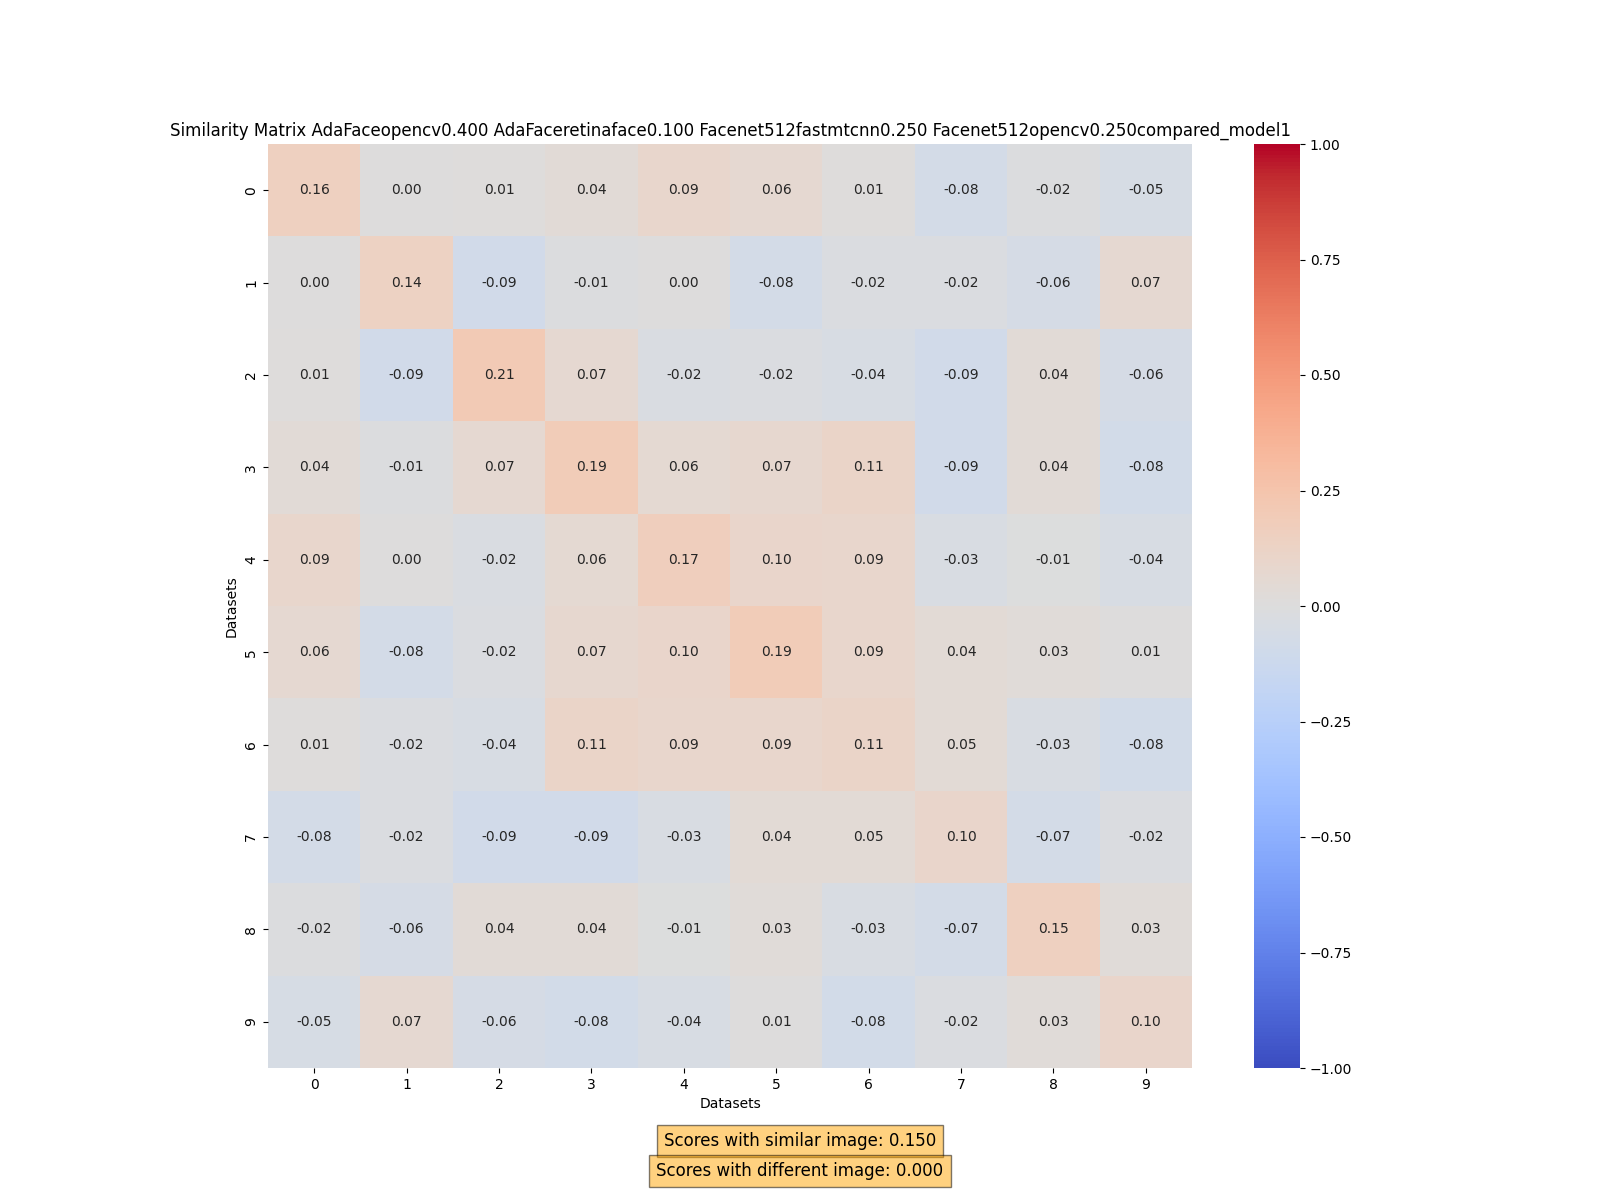 Similarity Matrix AdaFaceopencv0.400 AdaFaceretinaface0.100 Facenet512fastmtcnn0.250 Facenet512opencv0.250compared_model1
0 0.16 0.00 0.01 0.04 0.09 0.06 0.01 -0.08 -0.02 -0.05
1 0.00 0.14 -0.09 -0.01 0.00 -0.08 -0.02 -0.02 -0.06 0.07
2 0.01 -0.09 0.21 0.07 -0.02 -0.02 -0.04 -0.09 0.04 -0.06
3 0.04 -0.01 0.07 0.19 0.06 0.07 0.11 -0.09 0.04 -0.08
4 0.09 0.00 -0.02 0.06 0.17 0.10 0.09 -0.03 -0.01 -0.04
Datasets
5 0.06 -0.08 -0.02 0.07 0.10 0.19 0.09 0.04 0.03 0.01
6 0.01 -0.02 -0.04 0.11 0.09 0.09 0.11 0.05 -0.03 -0.08
7 -0.08 -0.02 -0.09 -0.09 -0.03 0.04 0.05 0.10 -0.07 -0.02
8 -0.02 -0.06 0.04 0.04 -0.01 0.03 -0.03 -0.07 0.15 0.03
9 -0.05 0.07 -0.06 -0.08 -0.04 0.01 -0.08 -0.02 0.03 0.10
0 1 2 3 4 5 6 7 8 9
Datasets
1.00
0.75
0.50
0.25
0.00
−0.25
−0.50
−0.75
−1.00
Scores with similar image: 0.150
Scores with different image: 0.000